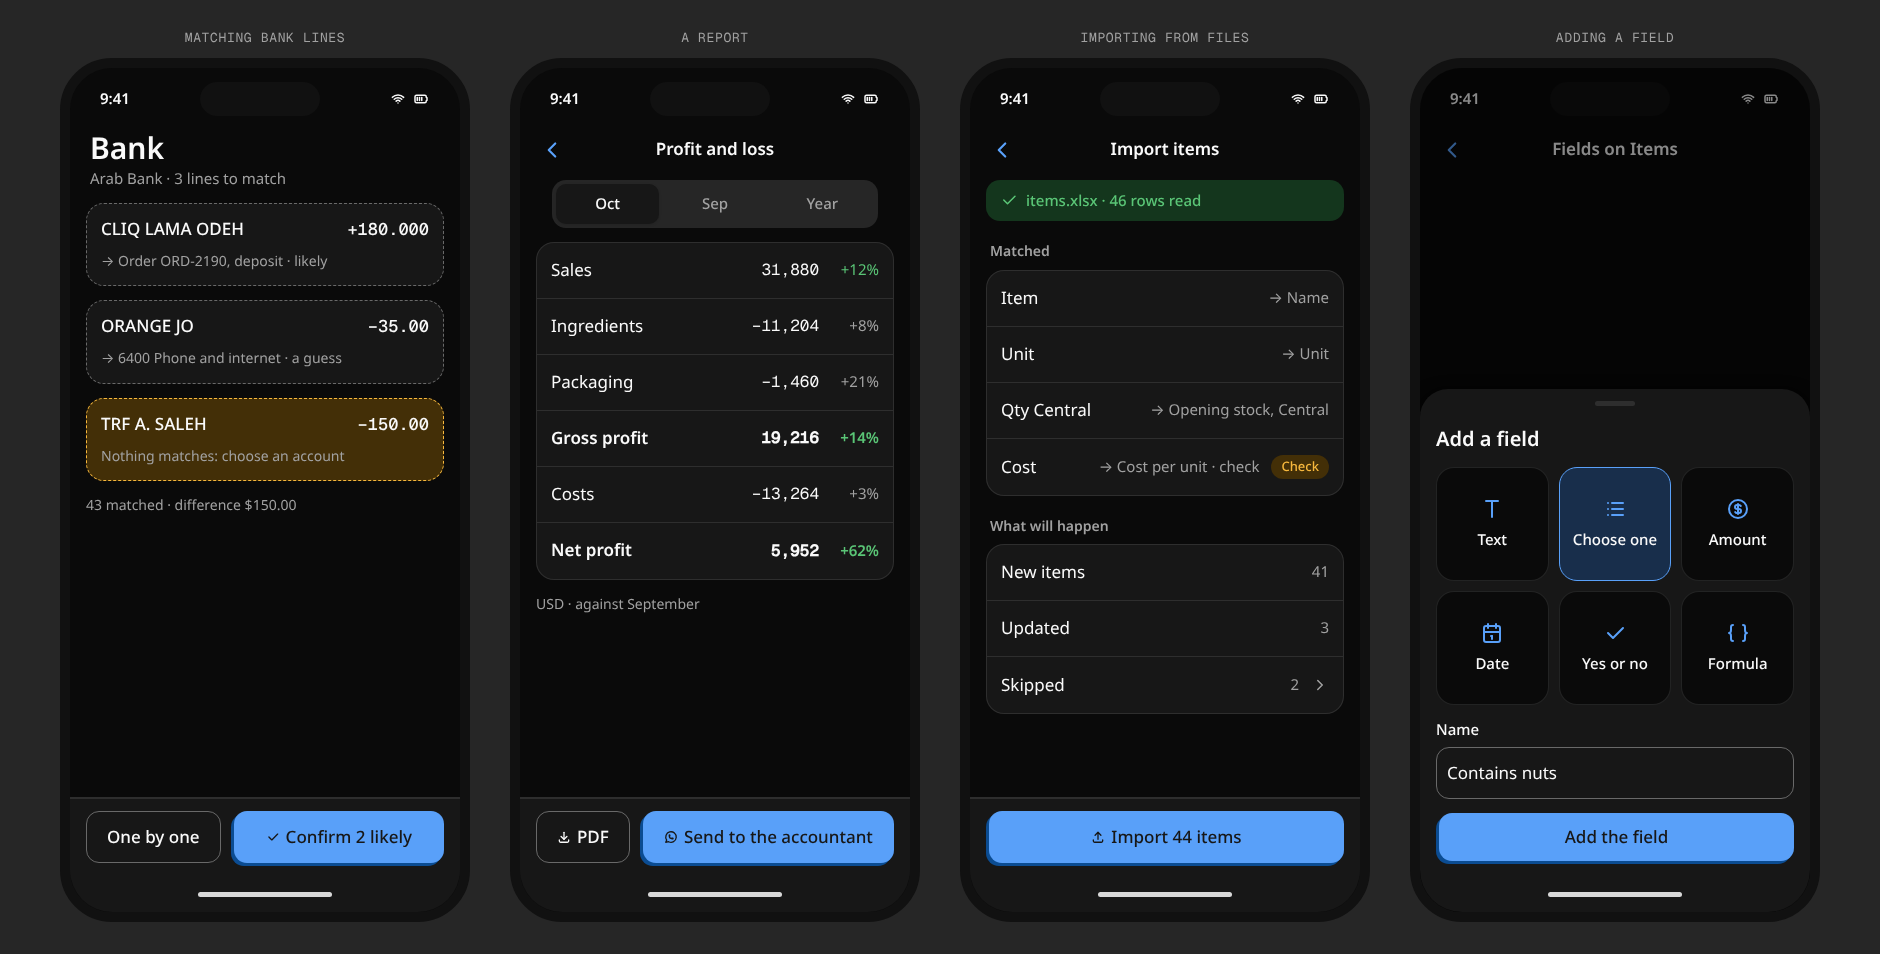 MATCHING BANK LINES
9:41
Bank
Arab Bank · 3 lines to match
CLIQ LAMA ODEH +180.000
→ Order ORD-2190, deposit · likely
ORANGE JO −35.00
→ 6400 Phone and internet · a guess
TRF A. SALEH −150.00
Nothing matches: choose an account
43 matched · difference $150.00
One by one
Confirm 2 likely
A REPORT
9:41
Profit and loss
Oct Sep Year
Sales 31,880 +12%
Ingredients −11,204 +8%
Packaging −1,460 +21%
Gross profit 19,216 +14%
Costs −13,264 +3%
Net profit 5,952 +62%
USD · against September
PDF
Send to the accountant
IMPORTING FROM FILES
9:41
Import items
items.xlsx · 46 rows read
Matched
Item → Name
Unit → Unit
Qty Central → Opening stock, Central
Cost → Cost per unit · check Check
What will happen
New items 41
Updated 3
Skipped 2
Import 44 items
ADDING A FIELD
9:41
Fields on Items
Add a field
Text Choose one Amount
Date Yes or no Formula
Name
Contains nuts
Add the field